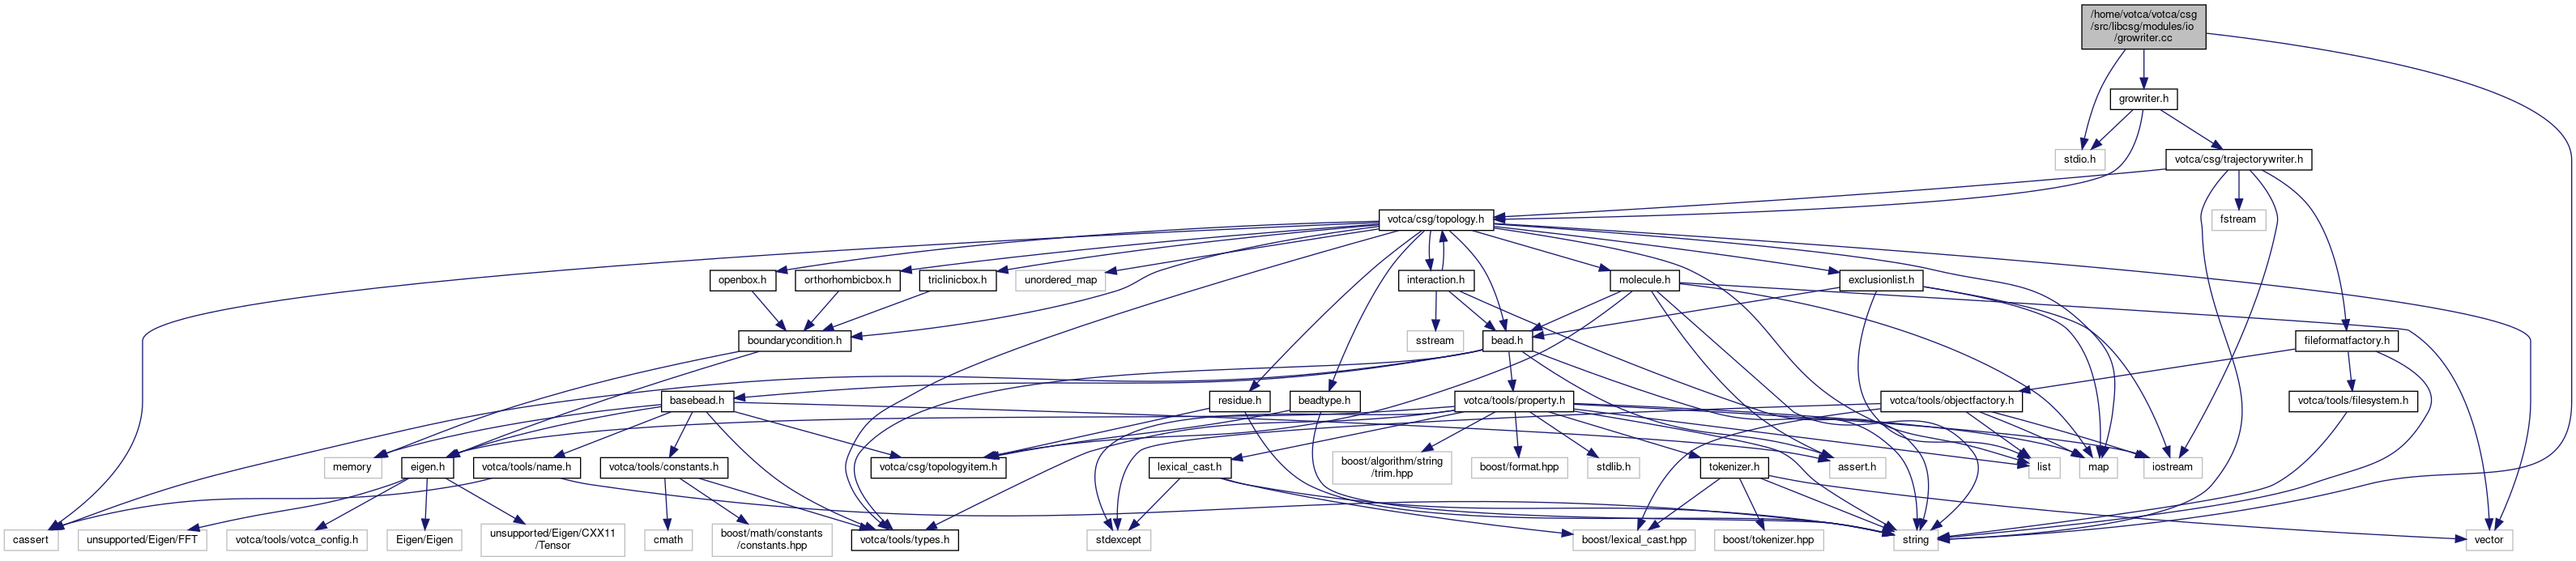 /home/votca/votca/csg
/src/libcsg/modules/io
/growriter.cc
growriter.h
stdio.h
votca/csg/trajectorywriter.h
votca/csg/topology.h
fstream
openbox.h
orthorhombicbox.h
triclinicbox.h
unordered_map
interaction.h
molecule.h
exclusionlist.h
boundarycondition.h
sstream
bead.h
fileformatfactory.h
basebead.h
residue.h
beadtype.h
votca/tools/property.h
votca/tools/objectfactory.h
votca/tools/filesystem.h
memory
eigen.h
votca/tools/name.h
votca/tools/constants.h
votca/csg/topologyitem.h
lexical_cast.h
boost/algorithm/string
/trim.hpp
boost/format.hpp
stdlib.h
tokenizer.h
assert.h
list
map
iostream
cassert
unsupported/Eigen/FFT
votca/tools/votca_config.h
Eigen/Eigen
unsupported/Eigen/CXX11
/Tensor
cmath
boost/math/constants
/constants.hpp
votca/tools/types.h
stdexcept
boost/lexical_cast.hpp
boost/tokenizer.hpp
string
vector